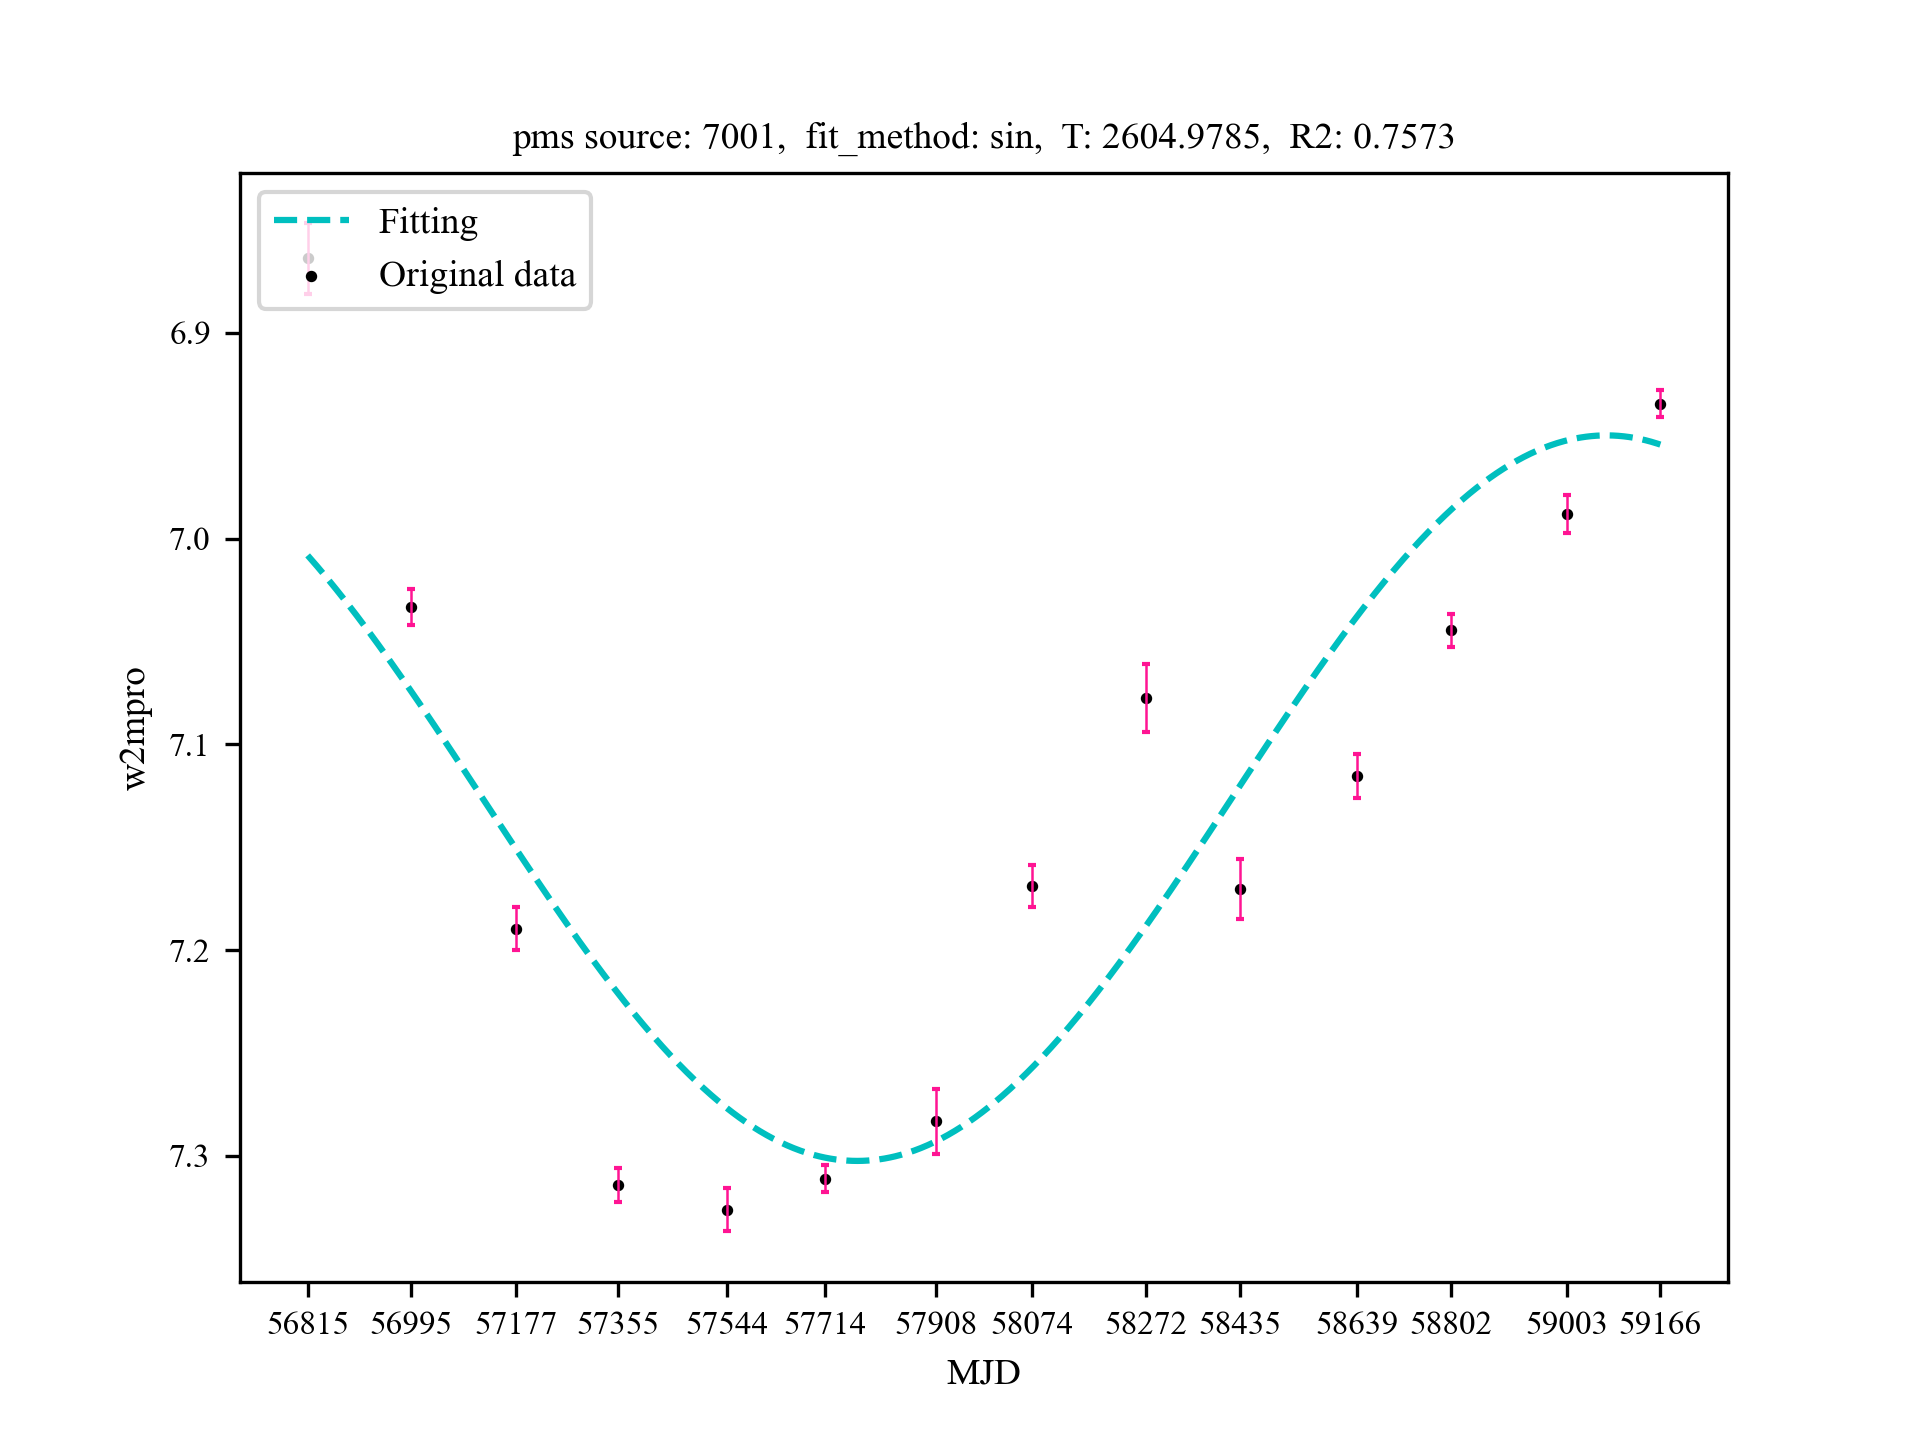 pms source: 7001, fit_method: sin, T: 2604.9785, R2: 0.7573
Fitting
Original data
6.9
7.0
7.1
7.2
7.3
w2mpro
56815 56995 57177 57355 57544 57714 57908 58074 58272 58435 58639 58802 59003 59166
MJD